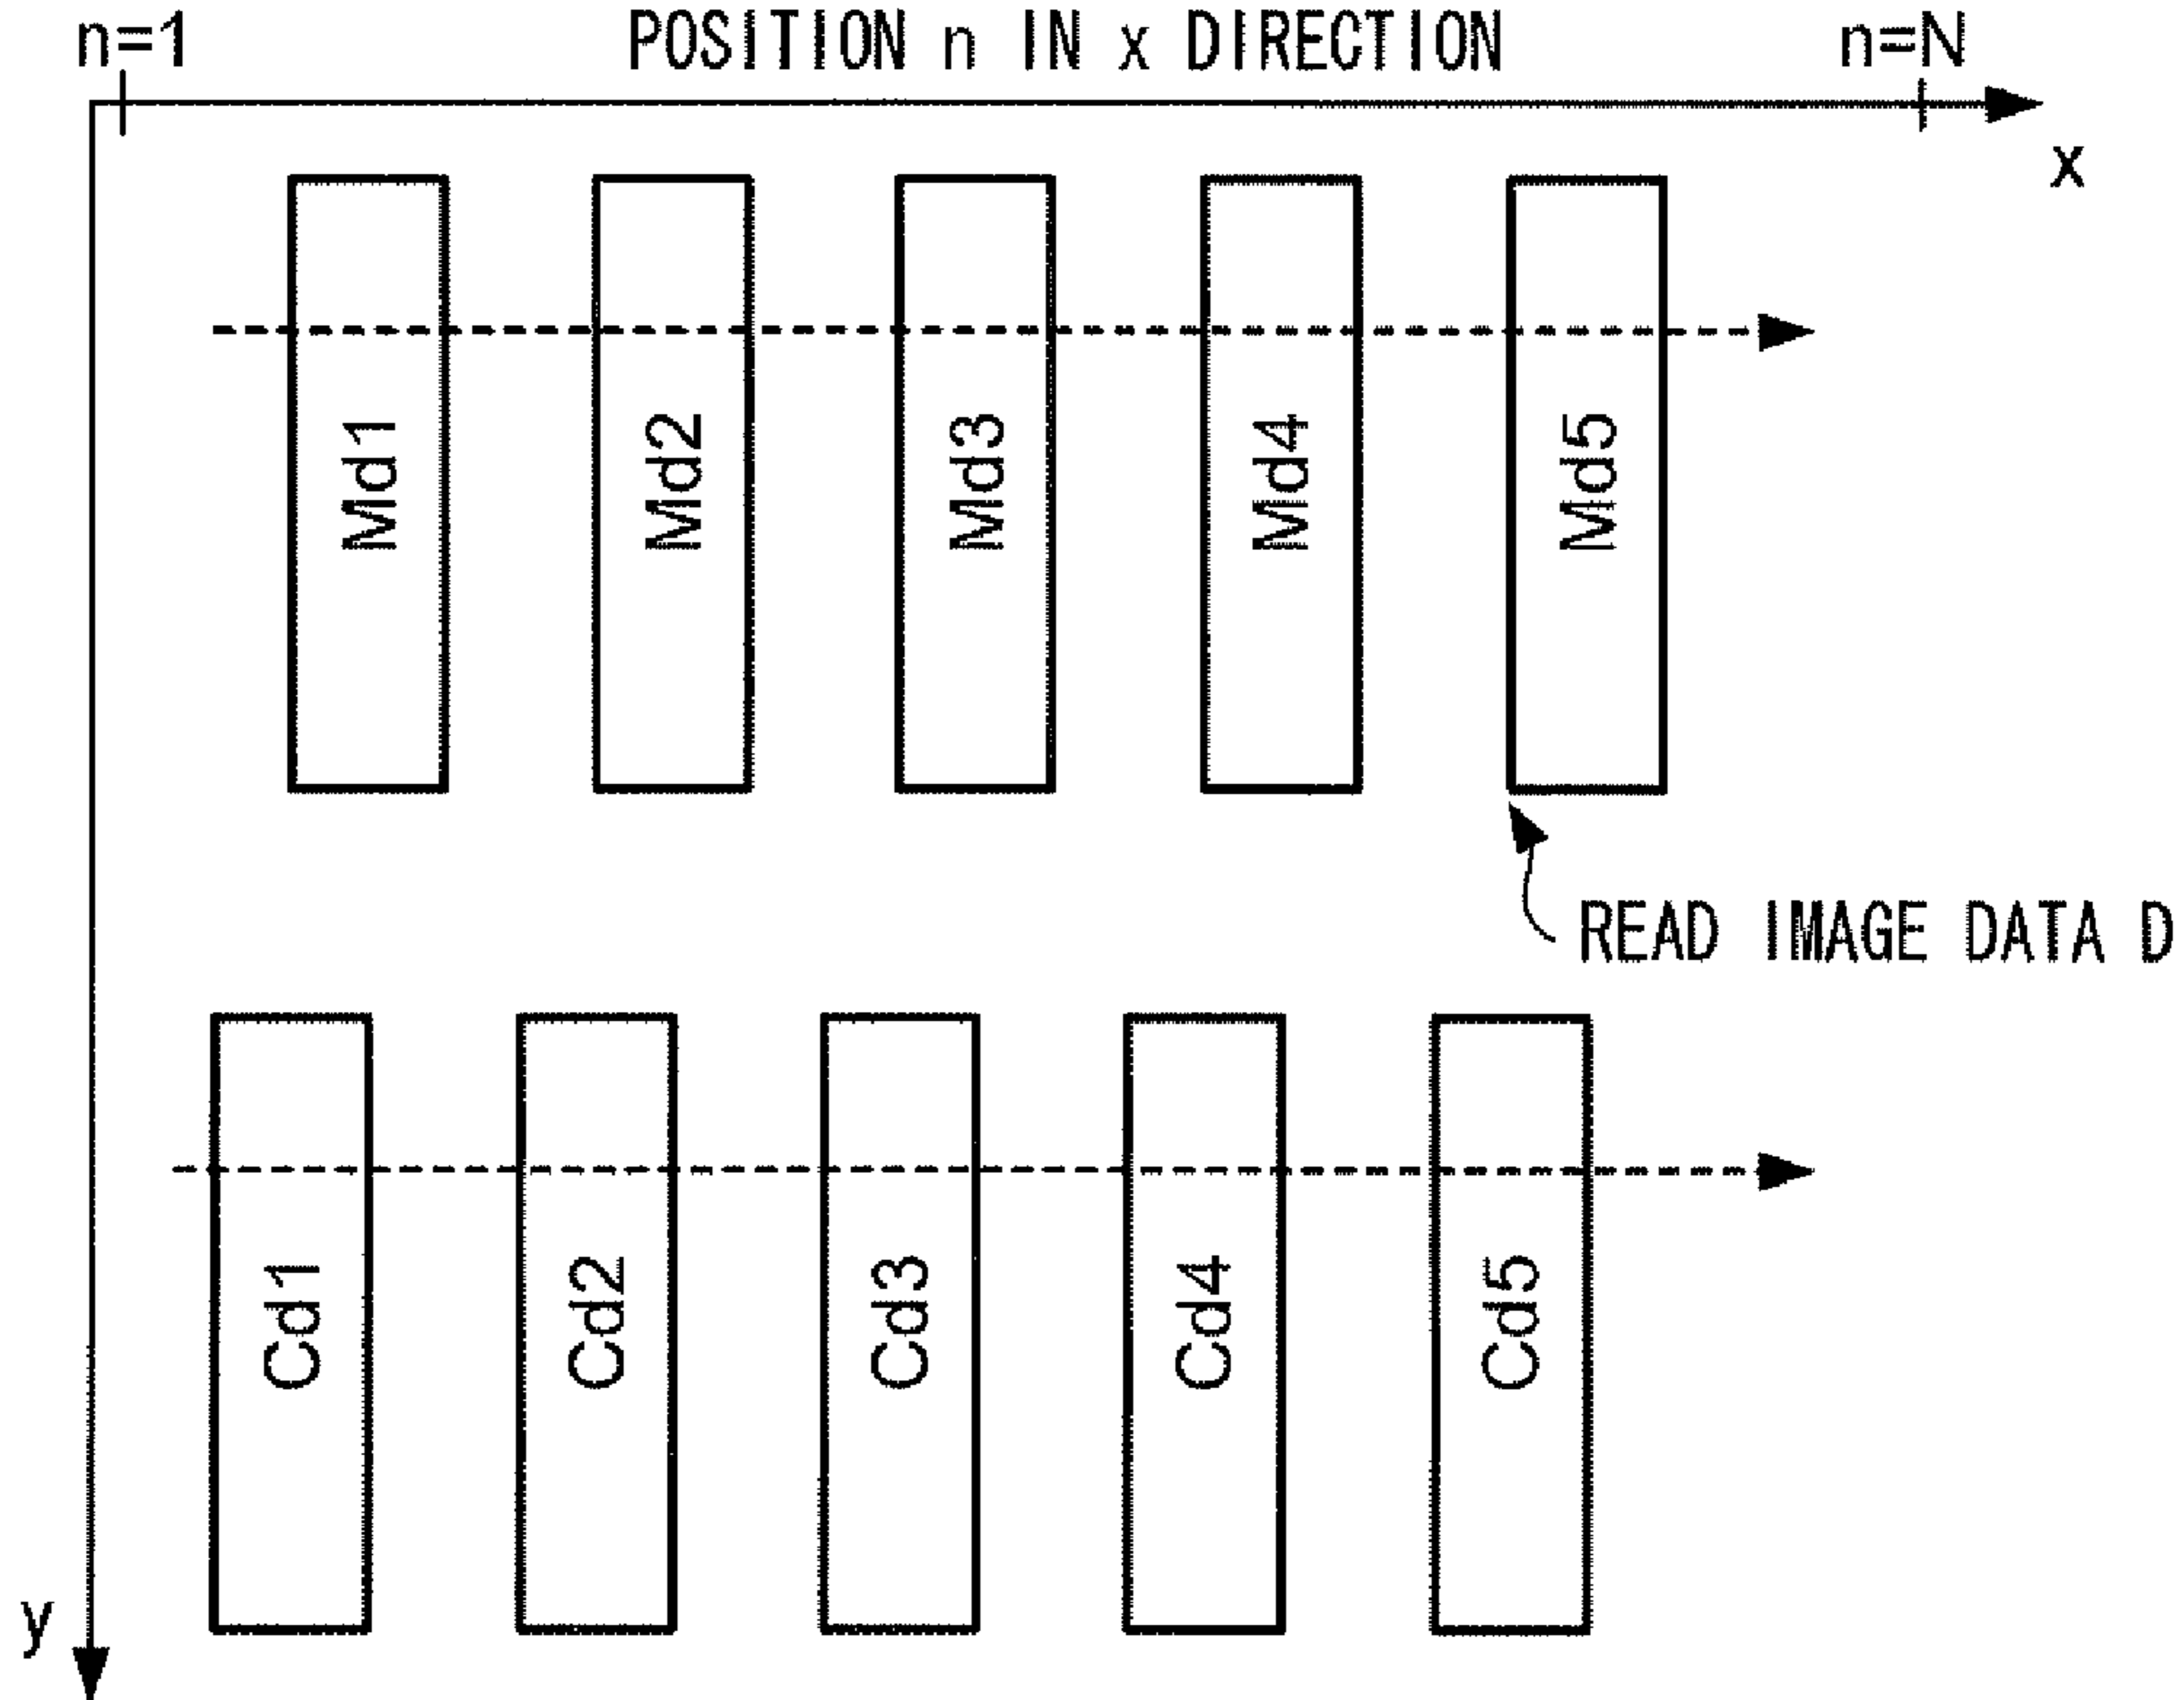 n=1 POSITION n IN x DIRECTION n=N
x
Md1 Md2 Md3 Md4 Md5
READ IMAGE DATA D
Cd1 Cd2 Cd3 Cd4 Cd5
y